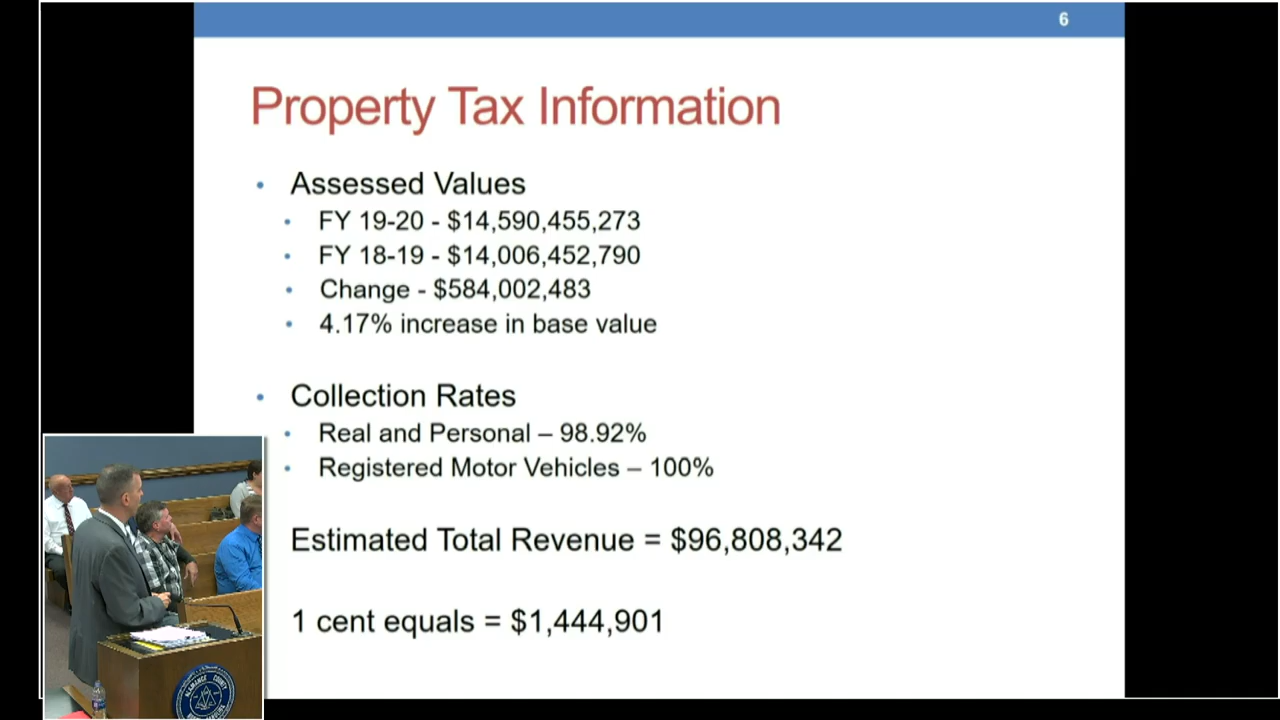 6
Property Tax Information
• Assessed Values
• FY 19-20 - $14,590,455,273
• FY 18-19 - $14,006,452,790
• Change - $584,002,483
• 4.17% increase in base value
• Collection Rates
• Real and Personal – 98.92%
• Registered Motor Vehicles – 100%
Estimated Total Revenue = $96,808,342
1 cent equals = $1,444,901
ALAMANCE COUNTY